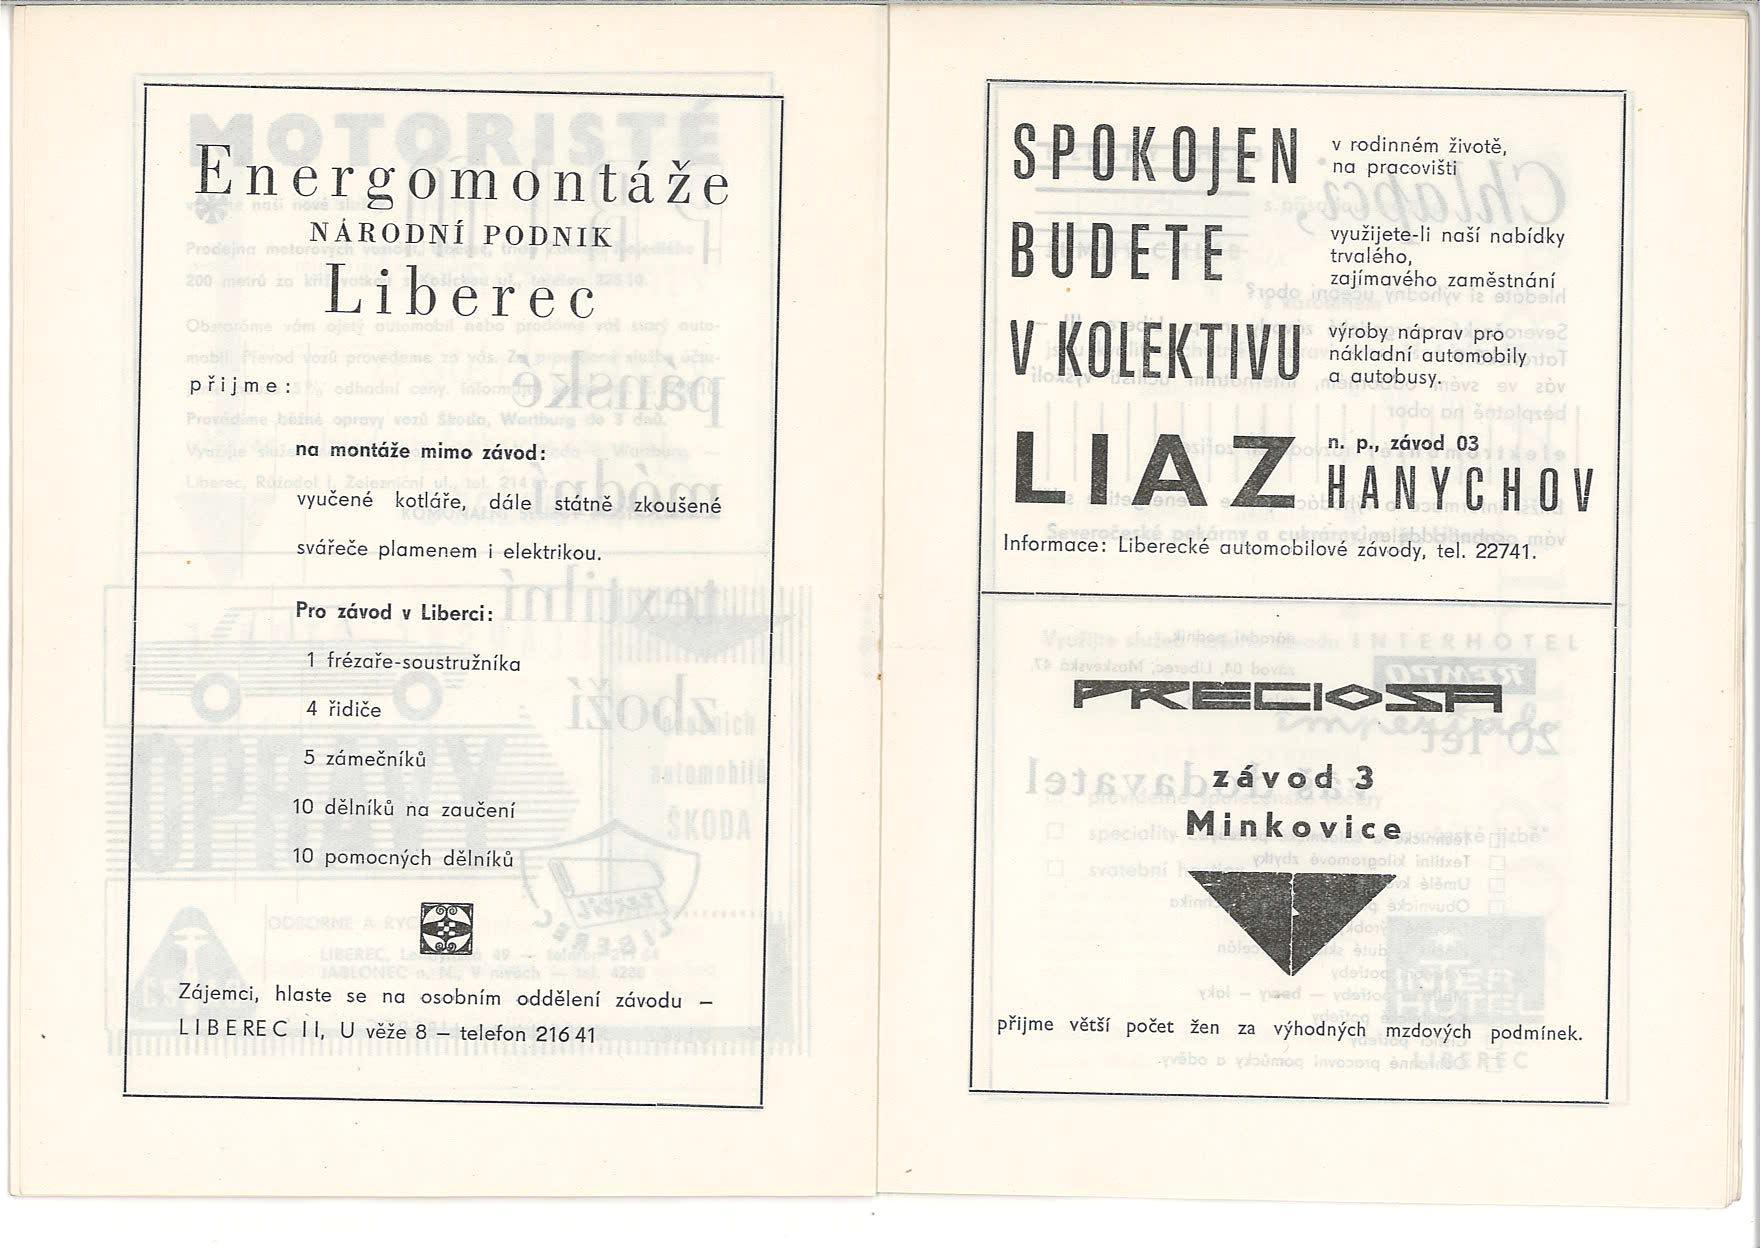 Energomontáže
NÁRODNÍ PODNIK
Liberec
přijme:
na montáže mimo závod:
vyučené kotláře, dále státně zkoušené
svářeče plamenem i elektrikou.
Pro závod v Liberci:
1 frézaře-soustružníka
4 řidiče
5 zámečníků
10 dělníků na zaučení
10 pomocných dělníků
Zájemci, hlaste se na osobním oddělení závodu –
LIBEREC II, U věže 8 – telefon 216 41
SPOKOJEN
v rodinném životě,
na pracovišti
BUDETE
využijete-li naší nabídky
trvalého,
zajímavého zaměstnání
V KOLEKTIVU
výroby náprav pro
nákladní automobily
a autobusy.
LIAZ
n. p., závod 03
HANYCHOV
Informace: Liberecké automobilové závody, tel. 22741.
PRECIOSA
závod 3
Minkovice
přijme větší počet žen za výhodných mzdových podmínek.